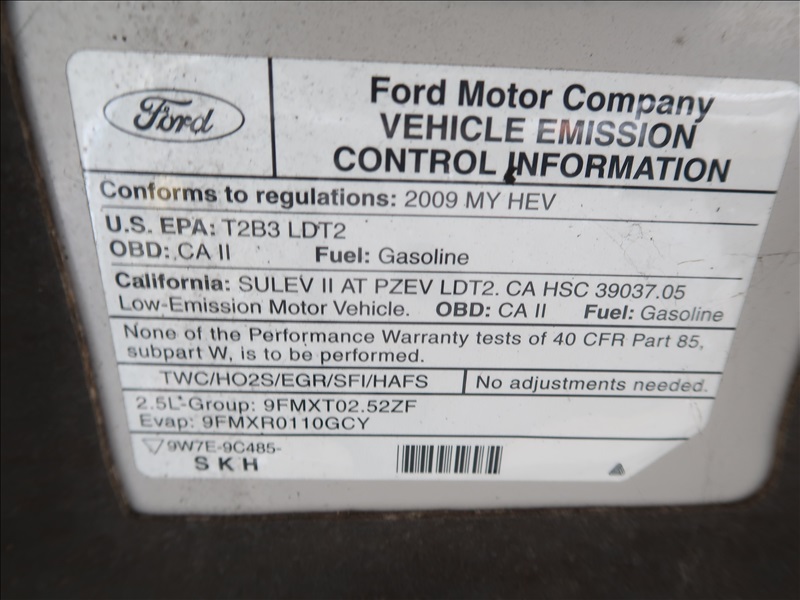 Ford
Ford Motor Company
VEHICLE EMISSION
CONTROL INFORMATION
Conforms to regulations: 2009 MY HEV
U.S. EPA: T2B3 LDT2
OBD: CA II Fuel: Gasoline
California: SULEV II AT PZEV LDT2. CA HSC 39037.05
Low-Emission Motor Vehicle. OBD: CA II Fuel: Gasoline
None of the Performance Warranty tests of 40 CFR Part 85,
subpart W, is to be performed.
TWC/HO2S/EGR/SFI/HAFS No adjustments needed.
2.5L-Group: 9FMXT02.52ZF
Evap: 9FMXR0110GCY
9W7E-9C485-
SKH